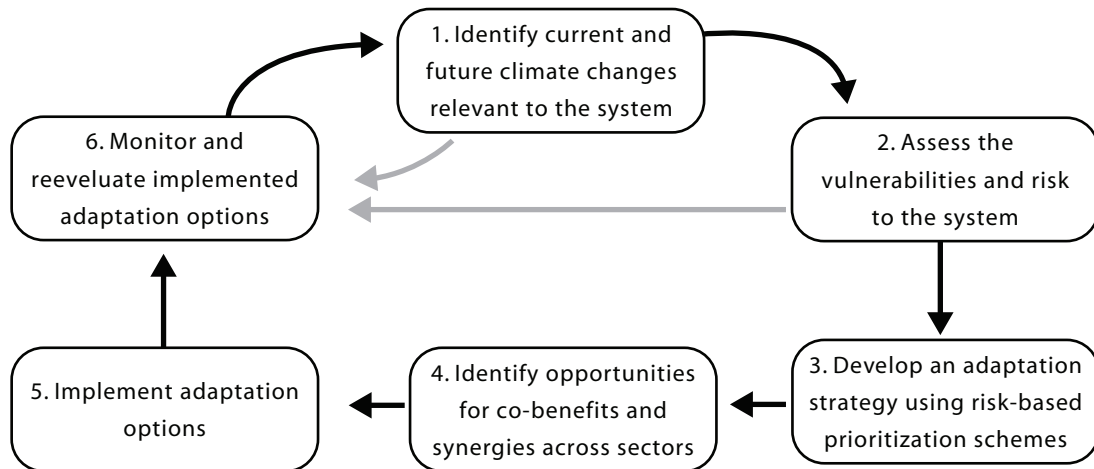 1. Identify current and
future climate changes
relevant to the system
2. Assess the
vulnerabilities and risk
to the system
3. Develop an adaptation
strategy using risk-based
prioritization schemes
4. Identify opportunities
for co-benefits and
synergies across sectors
5. Implement adaptation
options
6. Monitor and
reeveluate implemented
adaptation options